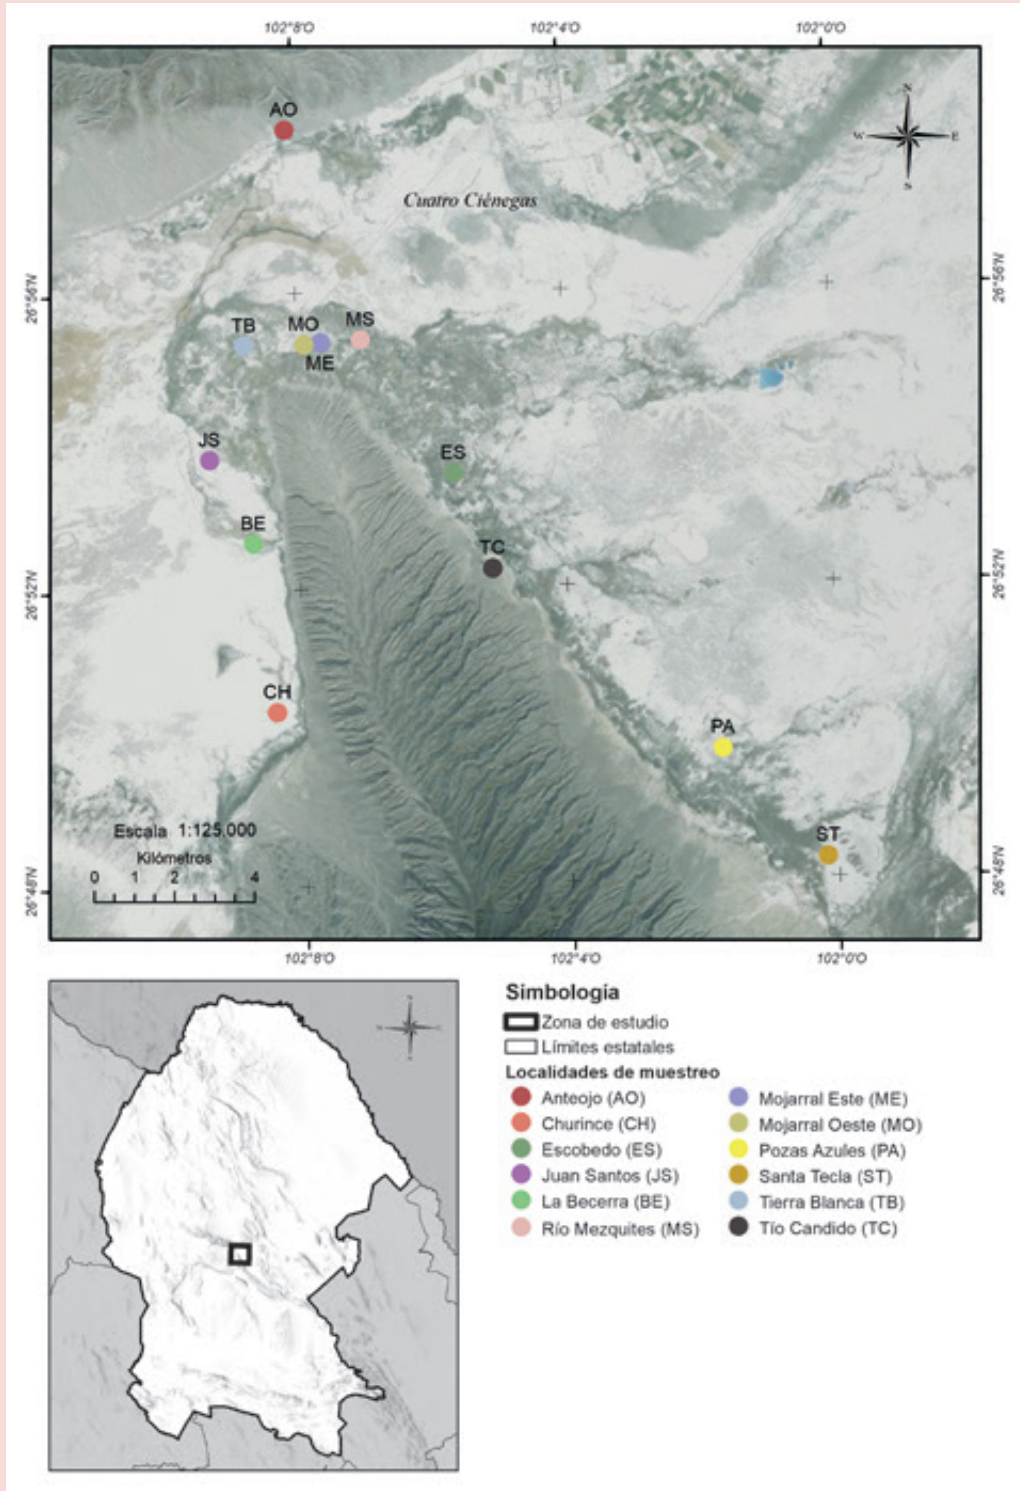 102°8'O 102°4'O 102°0'O
AO
N
W E
S
Cuatro Ciénegas
26°56'N 26°56'N
TB MO MS
ME
JS
ES
BE
TC
26°52'N 26°52'N
CH
PA
Escala 1:125,000
Kilómetros
0 1 2 4
ST
26°48'N 26°48'N
102°8'O 102°4'O 102°0'O
Simbología
Zona de estudio
Límites estatales
Localidades de muestreo
Anteojo (AO)
Churince (CH)
Escobedo (ES)
Juan Santos (JS)
La Becerra (BE)
Río Mezquites (MS)
Mojarral Este (ME)
Mojarral Oeste (MO)
Pozas Azules (PA)
Santa Tecla (ST)
Tierra Blanca (TB)
Tío Candido (TC)